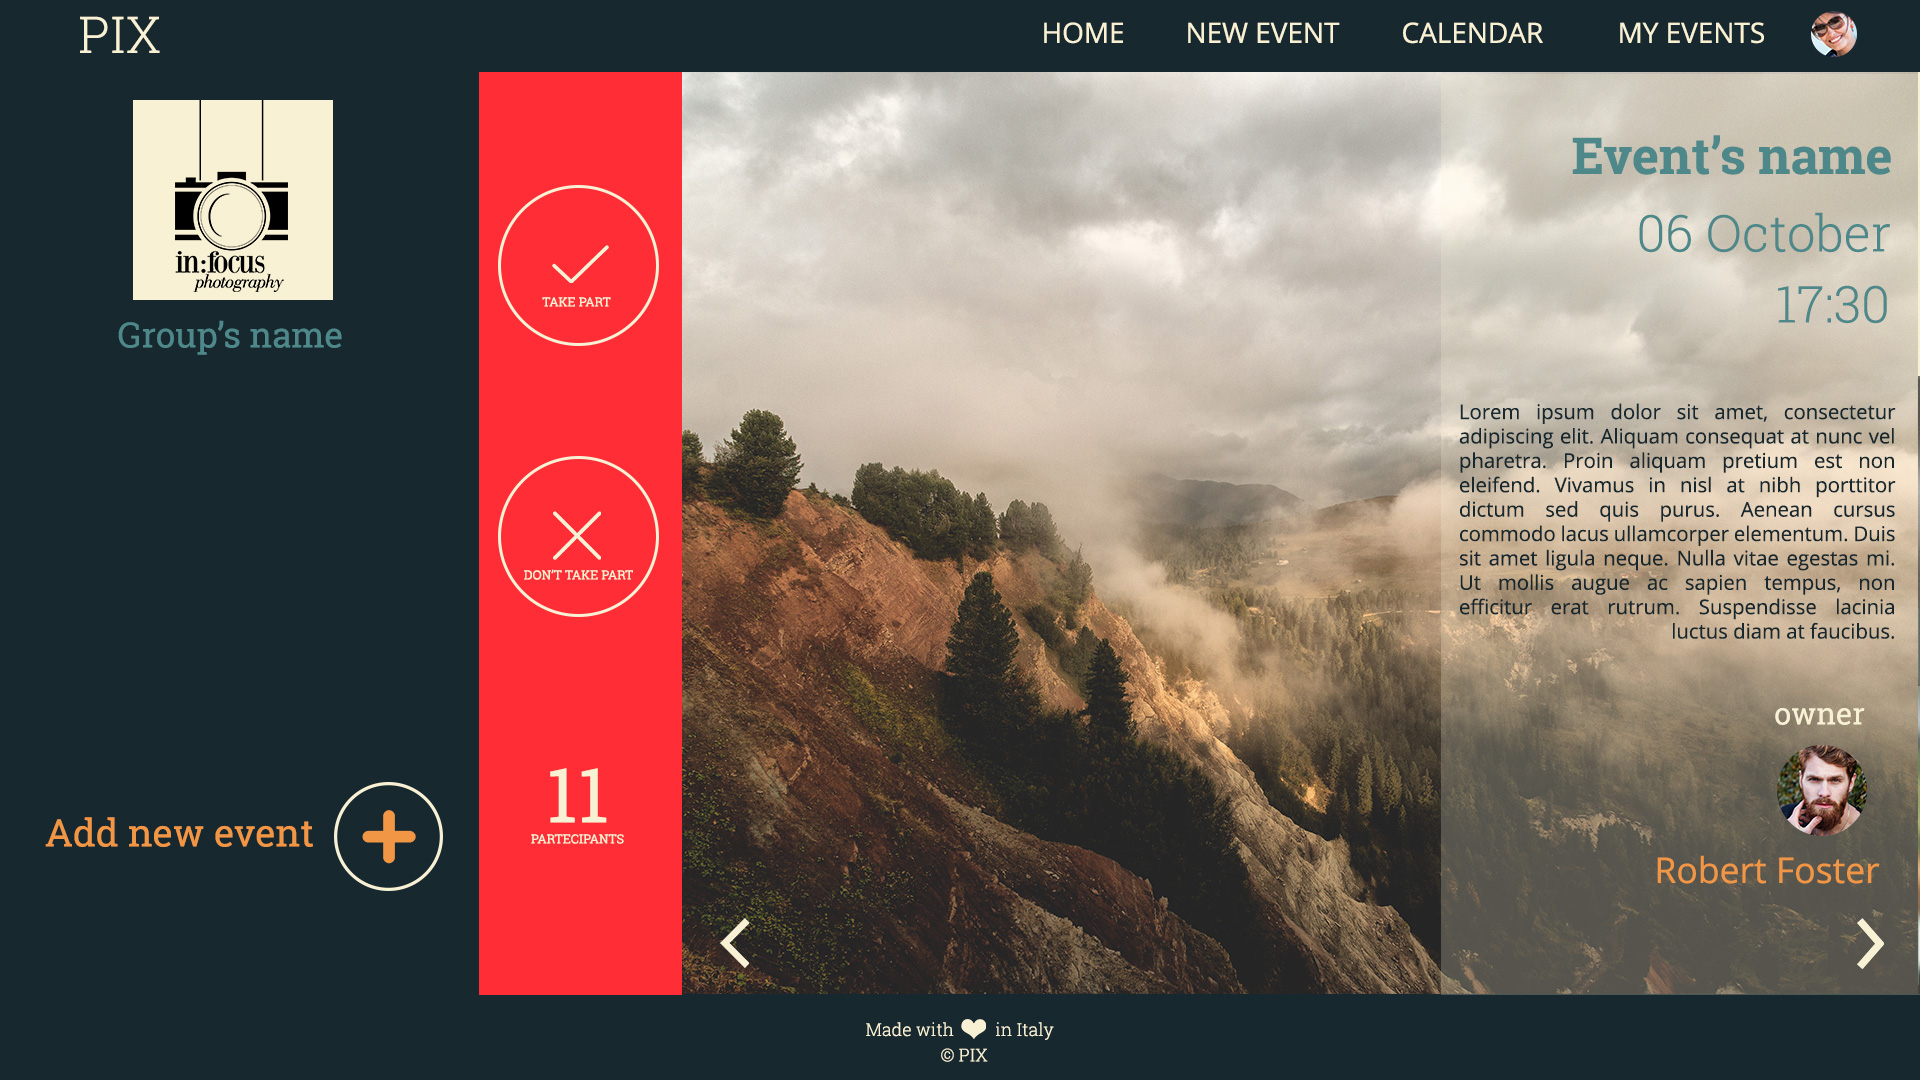 PIX
HOME
NEW EVENT
CALENDAR
MY EVENTS
in:focus
photography
Group's name
Add new event
TAKE PART
DON'T TAKE PART
11
PARTECIPANTS
Event's name
06 October
17:30
Lorem ipsum dolor sit amet, consectetur
adipiscing elit. Aliquam consequat at nunc vel
pharetra. Proin aliquam pretium est non
eleifend. Vivamus in nisl at nibh porttitor
dictum sed quis purus. Aenean cursus
commodo lacus ullamcorper elementum. Duis
sit amet ligula neque. Nulla vitae egestas mi.
Ut mollis augue ac sapien tempus, non
efficitur erat rutrum. Suspendisse lacinia
luctus diam at faucibus.
owner
Robert Foster
Made with ❤ in Italy
© PIX